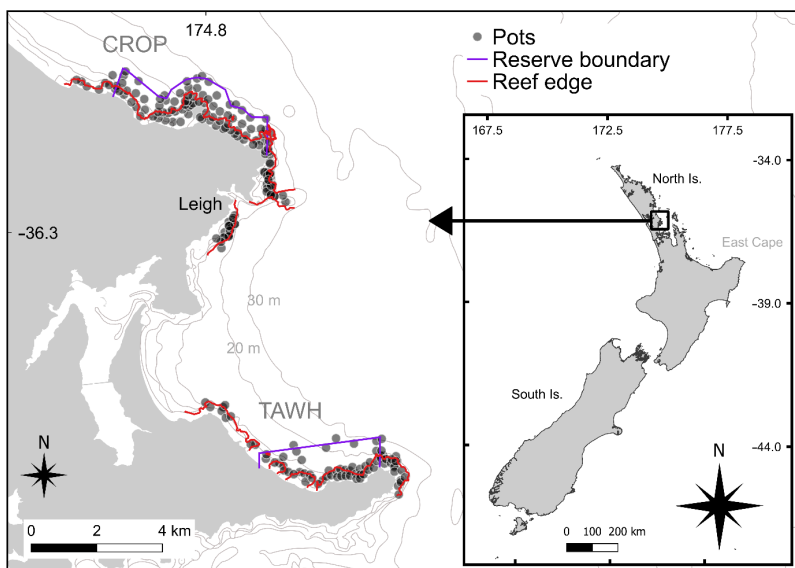 174.8
CROP
Pots
Reserve boundary
Reef edge
167.5 172.5 177.5
-34.0
North Is.
Leigh
-36.3
East Cape
30 m
-39.0
20 m
South Is.
TAWH
-44.0
N
N
0 2 4 km
0 100 200 km